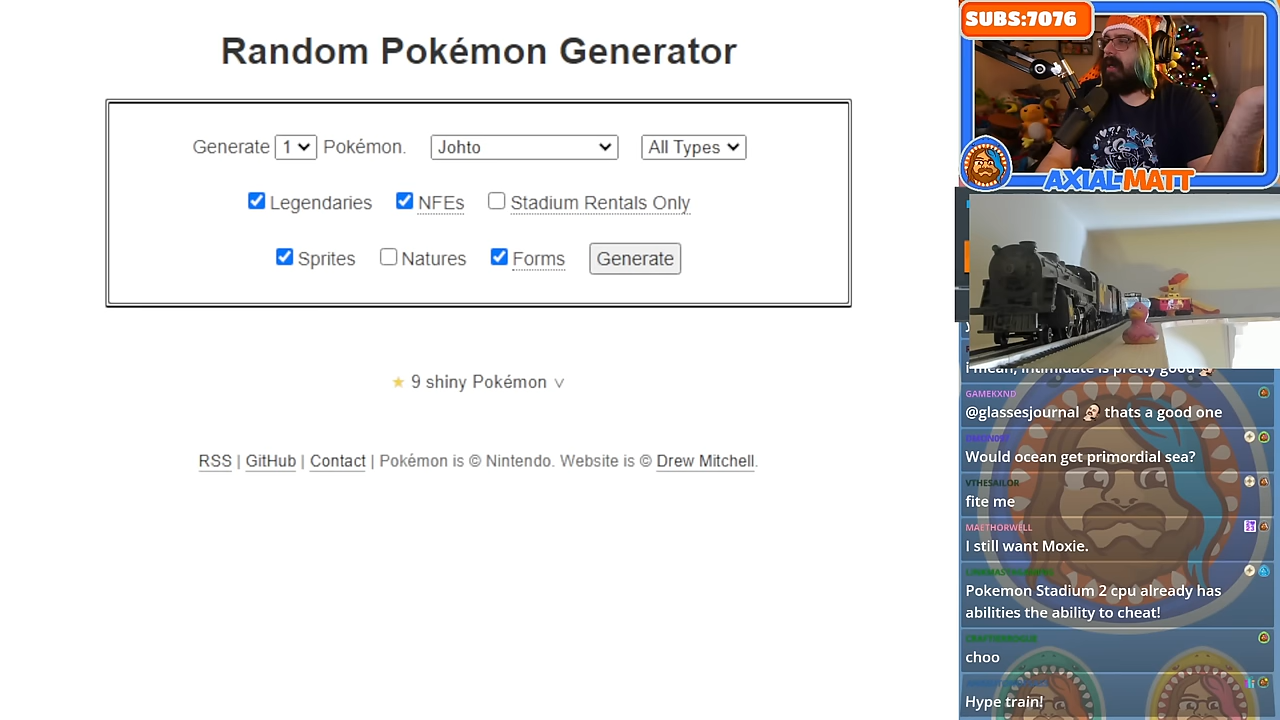 Random Pokémon Generator
Generate 1 Pokémon. Johto All Types
Legendaries NFEs Stadium Rentals Only
Sprites Natures Forms Generate
★ 9 shiny Pokémon ∨
RSS | GitHub | Contact | Pokémon is © Nintendo. Website is © Drew Mitchell.
SUBS:7076
AXIALMATT
i mean, intimidate is pretty good
GAMEKXND
@glassesjournal thats a good one
Would ocean get primordial sea?
VTHESAILOR
fite me
MAETHORWELL
I still want Moxie.
Pokemon Stadium 2 cpu already has
abilities the ability to cheat!
choo
Hype train!